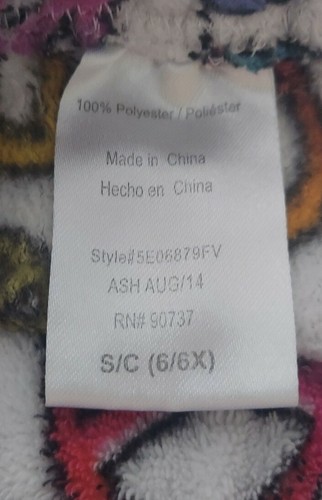 100% Polyester / Poliéster
Made in China
Hecho en China
Style#5E06879FV
ASH AUG/14
RN# 90737
S/C (6/6X)